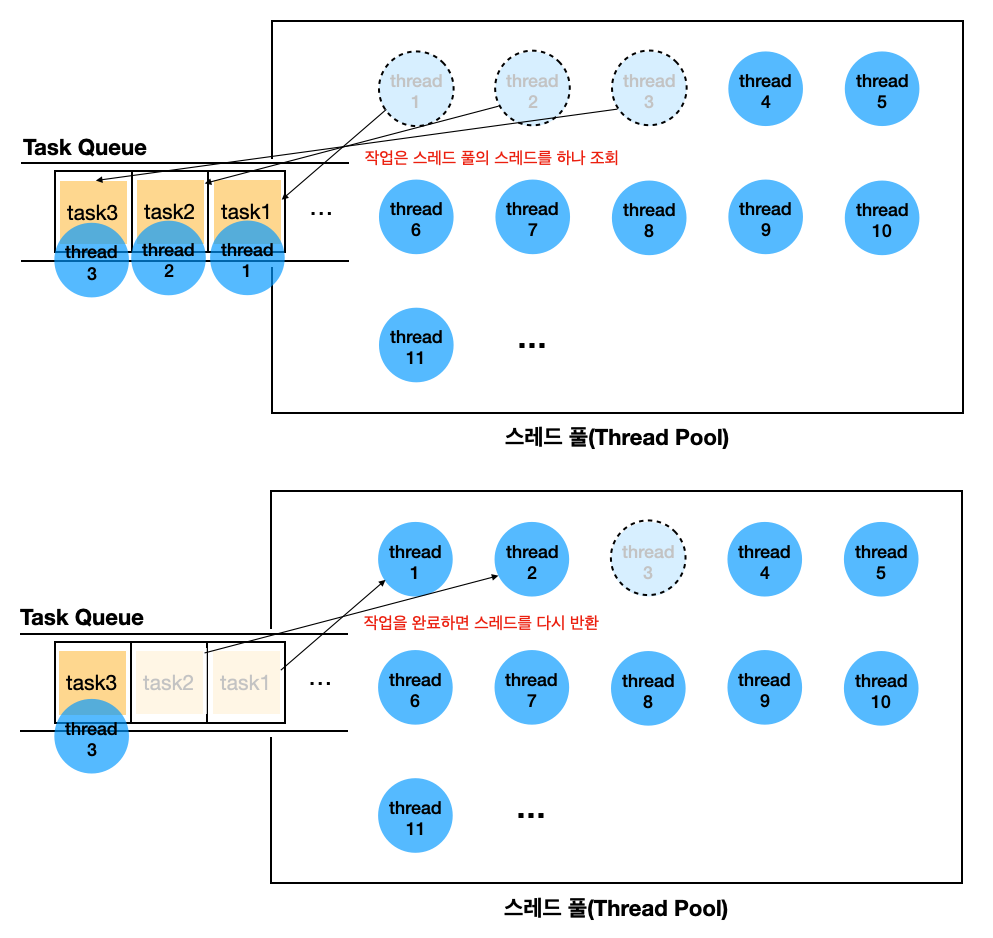 thread
1
thread
2
thread
3
thread
4
thread
5
Task Queue
작업은 스레드 풀의 스레드를 하나 조회
task3
task2
task1
...
thread
3
thread
2
thread
1
thread
6
thread
7
thread
8
thread
9
thread
10
thread
11
...
스레드 풀(Thread Pool)
thread
1
thread
2
thread
3
thread
4
thread
5
Task Queue
작업을 완료하면 스레드를 다시 반환
task3
task2
task1
...
thread
3
thread
6
thread
7
thread
8
thread
9
thread
10
thread
11
...
스레드 풀(Thread Pool)